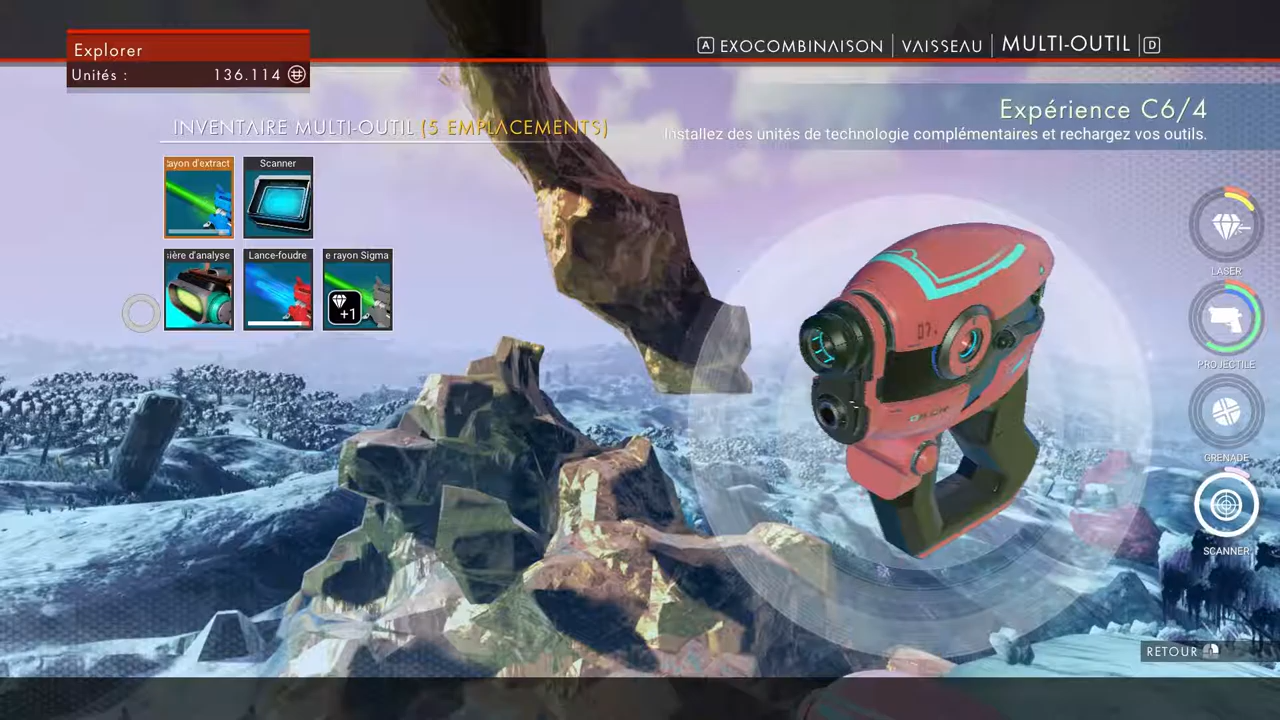 Explorer
Unités : 136.114
A EXOCOMBINAISON VAISSEAU MULTI-OUTIL D
Expérience C6/4
Installez des unités de technologie complémentaires et rechargez vos outils.
INVENTAIRE MULTI-OUTIL (5 EMPLACEMENTS)
ayon d'extract Scanner
ière d'analyse Lance-foudre e rayon Sigma
+1
07.
LASER
PROJECTILE
GRENADE
SCANNER
RETOUR